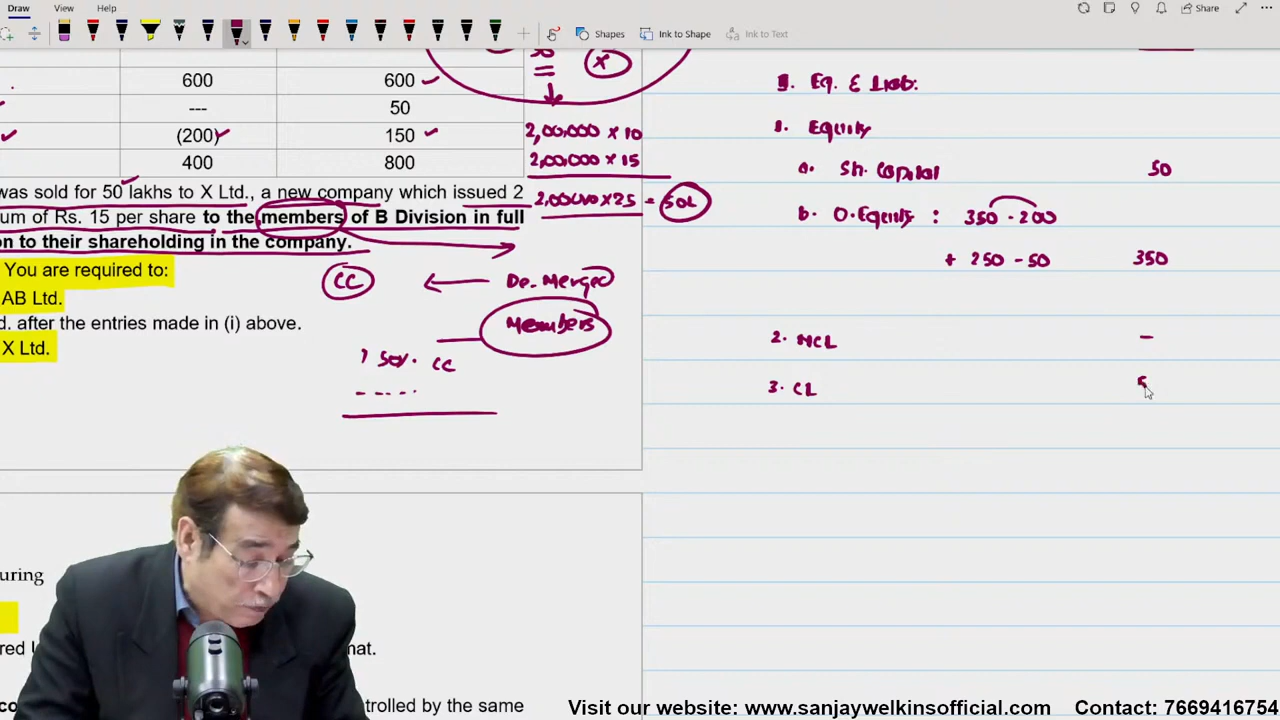 Draw View Help Share
Shapes Ink to Shape Ink to Text
600 600
--- 50
(200) 150
400 800
2,00,000 × 10
2,00,000 × 15
2,00,000 × 25 = 50L
X
was sold for 50 lakhs to X Ltd., a new company which issued 2
um of Rs. 15 per share to the members of B Division in full
on to their shareholding in the company.
You are required to:
AB Ltd.
d. after the entries made in (i) above.
X Ltd.
CC ← De.Merged
Members
CC
Eq. & Liab.
1. Equity
a. Sh. Capital 50
b. O.Equity : 350 - 200
+ 250 - 50 350
2. NCL -
3. CL
uring
red mat.
co trolled by the same
Visit our website: www.sanjaywelkinsofficial.com Contact: 7669416754